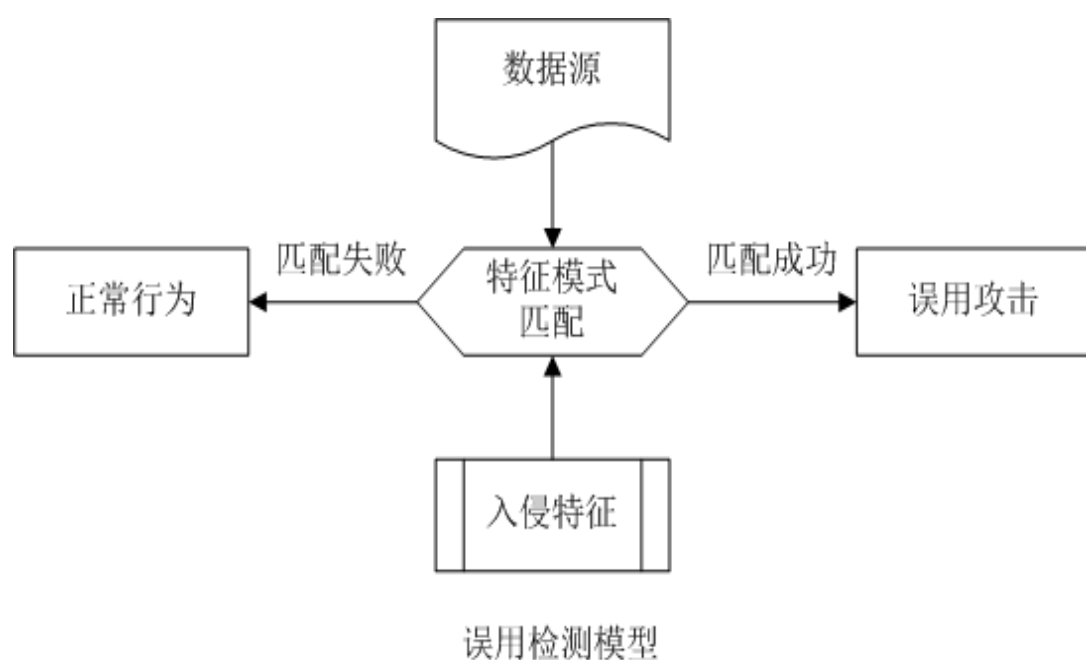 数据源
匹配失败
匹配成功
正常行为
特征模式
匹配
误用攻击
入侵特征
误用检测模型